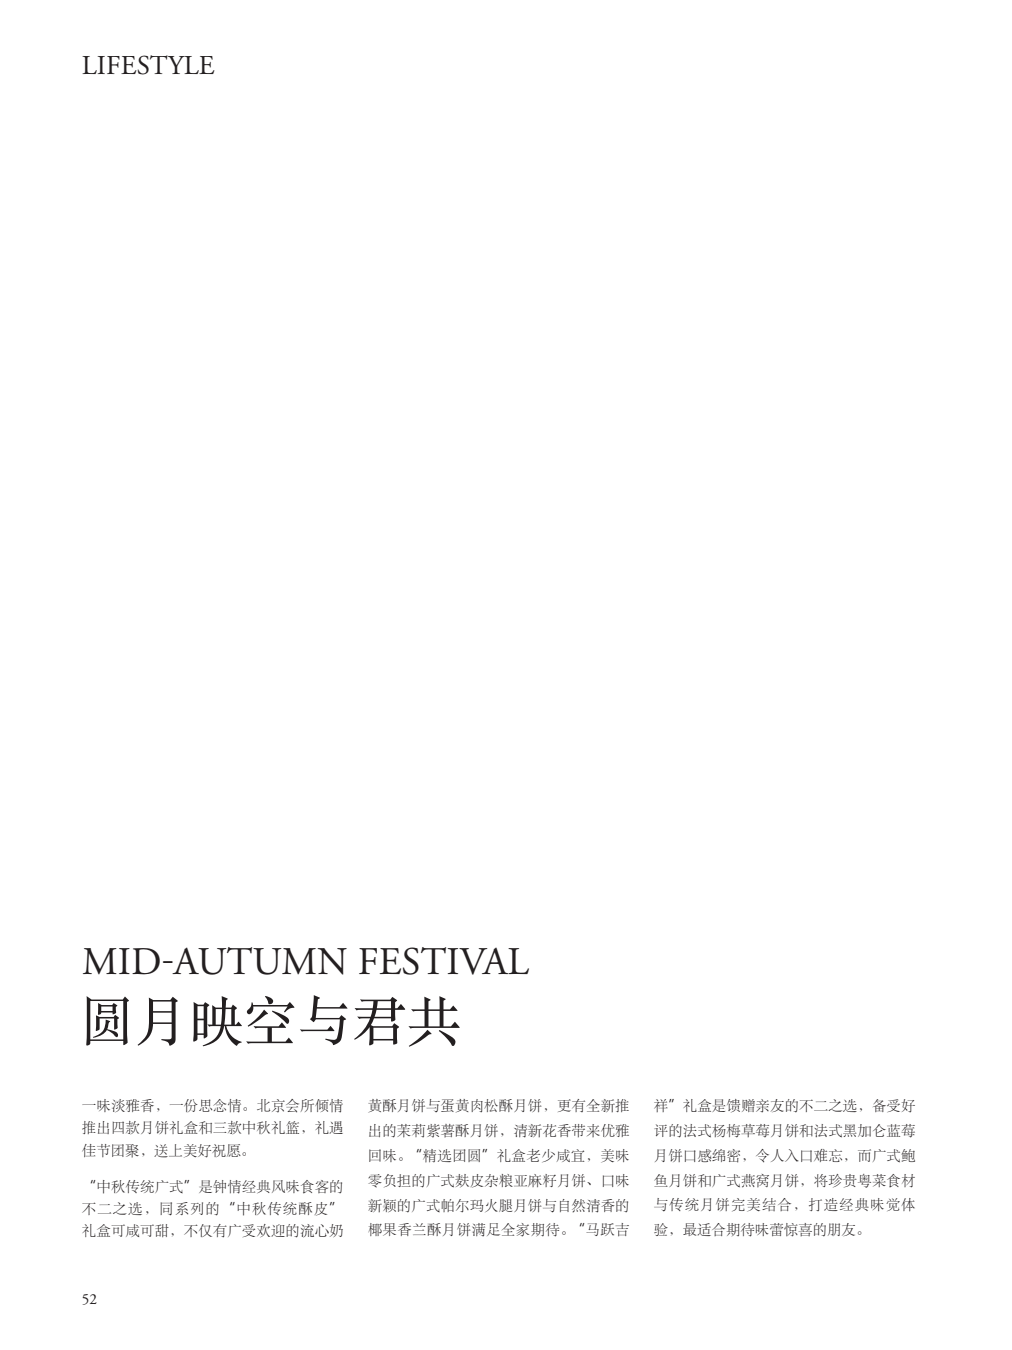 LIFESTYLE
MID-AUTUMN FESTIVAL
圆月映空与君共
一味淡雅香，一份思念情。北京会所倾情
推出四款月饼礼盒和三款中秋礼篮，礼遇
佳节团聚，送上美好祝愿。
“中秋传统广式”是钟情经典风味食客的
不二之选，同系列的“中秋传统酥皮”
礼盒可咸可甜，不仅有广受欢迎的流心奶
黄酥月饼与蛋黄肉松酥月饼，更有全新推
出的茉莉紫薯酥月饼，清新花香带来优雅
回味。“精选团圆”礼盒老少咸宜，美味
零负担的广式麸皮杂粮亚麻籽月饼、口味
新颖的广式帕尔玛火腿月饼与自然清香的
椰果香兰酥月饼满足全家期待。“马跃吉
祥”礼盒是馈赠亲友的不二之选，备受好
评的法式杨梅草莓月饼和法式黑加仑蓝莓
月饼口感绵密，令人入口难忘，而广式鲍
鱼月饼和广式燕窝月饼，将珍贵粤菜食材
与传统月饼完美结合，打造经典味觉体
验，最适合期待味蕾惊喜的朋友。
52